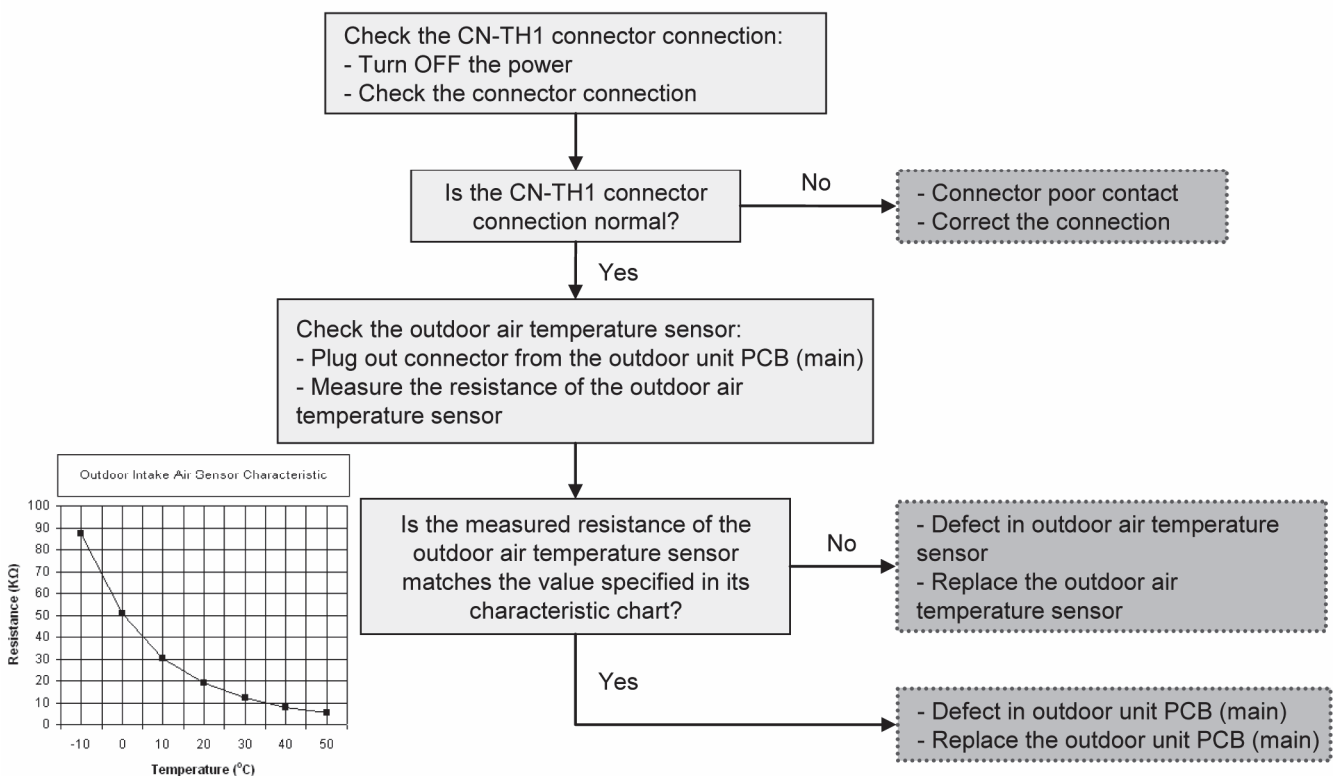 Check the CN-TH1 connector connection:
- Turn OFF the power
- Check the connector connection
Is the CN-TH1 connector
connection normal?
No
- Connector poor contact
- Correct the connection
Yes
Check the outdoor air temperature sensor:
- Plug out connector from the outdoor unit PCB (main)
- Measure the resistance of the outdoor air
temperature sensor
Outdoor Intake Air Sensor Characteristic
Resistance (KΩ)
100
90
80
70
60
50
40
30
20
10
0
-10 0 10 20 30 40 50
Temperature (⁰C)
Is the measured resistance of the
outdoor air temperature sensor
matches the value specified in its
characteristic chart?
No
- Defect in outdoor air temperature
sensor
- Replace the outdoor air
temperature sensor
Yes
- Defect in outdoor unit PCB (main)
- Replace the outdoor unit PCB (main)